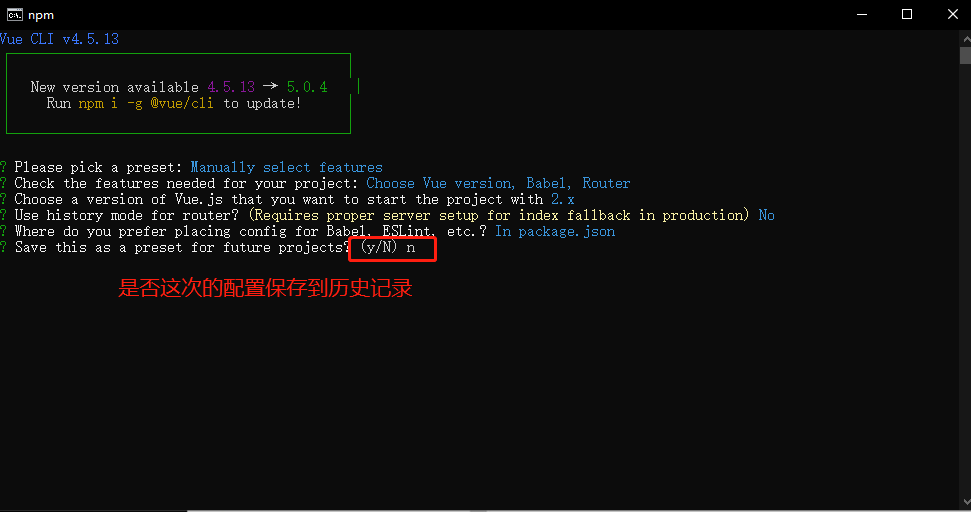 npm
Vue CLI v4.5.13
New version available 4.5.13 → 5.0.4
Run npm i -g @vue/cli to update!
? Please pick a preset: Manually select features
? Check the features needed for your project: Choose Vue version, Babel, Router
? Choose a version of Vue.js that you want to start the project with 2.x
? Use history mode for router? (Requires proper server setup for index fallback in production) No
? Where do you prefer placing config for Babel, ESLint, etc.? In package.json
? Save this as a preset for future projects? (y/N) n
是否这次的配置保存到历史记录